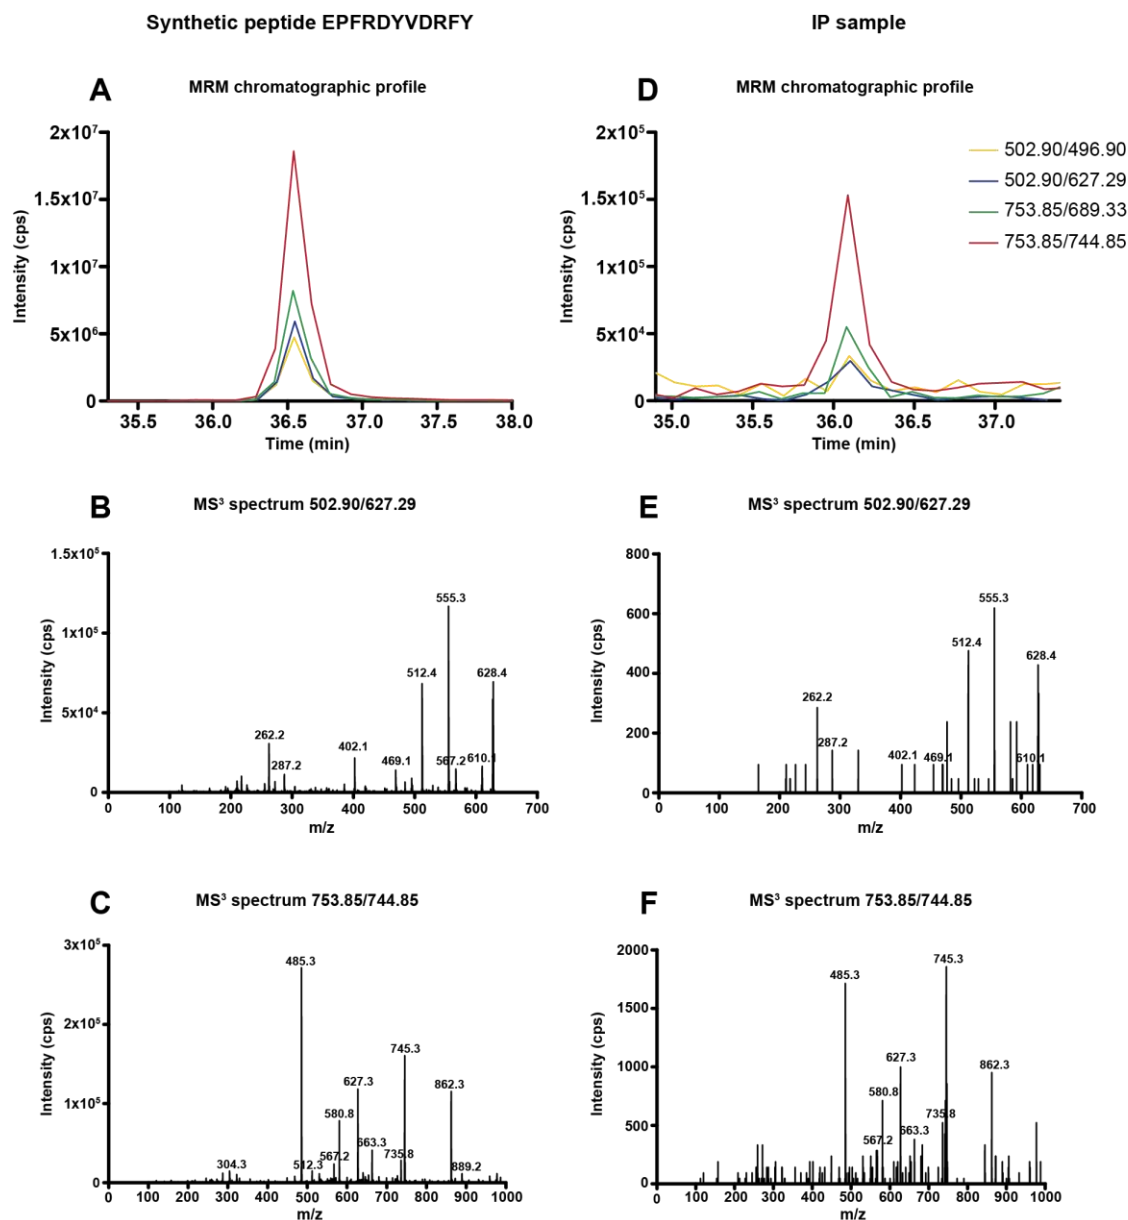 Synthetic peptide EPFRDYVDRFY
IP sample
A
MRM chromatographic profile
Intensity (cps)
2x10⁷
1.5x10⁷
1x10⁷
5x10⁶
0
35.5 36.0 36.5 37.0 37.5 38.0
Time (min)
D
MRM chromatographic profile
Intensity (cps)
2x10⁵
1.5x10⁵
1x10⁵
5x10⁴
0
35.0 35.5 36.0 36.5 37.0
Time (min)
502.90/496.90
502.90/627.29
753.85/689.33
753.85/744.85
B
MS³ spectrum 502.90/627.29
Intensity (cps)
1.5x10⁵
1x10⁵
5x10⁴
0
262.2
287.2
402.1
469.1
512.4
555.3
567.2
610.1
628.4
0 100 200 300 400 500 600 700
m/z
E
MS³ spectrum 502.90/627.29
Intensity (cps)
800
600
400
200
0
262.2
287.2
402.1
469.1
512.4
555.3
610.1
628.4
0 100 200 300 400 500 600 700
m/z
C
MS³ spectrum 753.85/744.85
Intensity (cps)
3x10⁵
2x10⁵
1x10⁵
0
304.3
485.3
512.3
567.2
580.8
627.3
663.3
735.8
745.3
862.3
889.2
0 100 200 300 400 500 600 700 800 900 1000
m/z
F
MS³ spectrum 753.85/744.85
Intensity (cps)
2000
1500
1000
500
0
485.3
567.2
580.8
627.3
663.3
735.8
745.3
862.3
0 100 200 300 400 500 600 700 800 900 1000
m/z